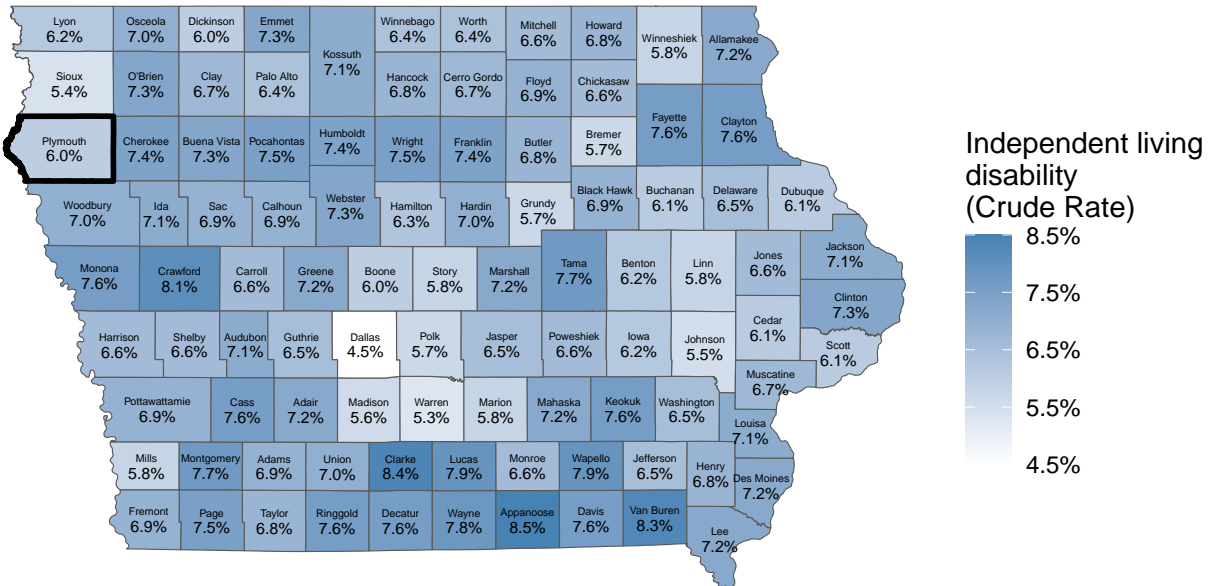 Lyon
6.2%
Osceola
7.0%
Dickinson
6.0%
Emmet
7.3%
Kossuth
7.1%
Winnebago
6.4%
Worth
6.4%
Mitchell
6.6%
Howard
6.8%
Winneshiek
5.8%
Allamakee
7.2%
Sioux
5.4%
O'Brien
7.3%
Clay
6.7%
Palo Alto
6.4%
Hancock
6.8%
Cerro Gordo
6.7%
Floyd
6.9%
Chickasaw
6.6%
Fayette
7.6%
Clayton
7.6%
Plymouth
6.0%
Cherokee
7.4%
Buena Vista
7.3%
Pocahontas
7.5%
Humboldt
7.4%
Wright
7.5%
Franklin
7.4%
Butler
6.8%
Bremer
5.7%
Woodbury
7.0%
Ida
7.1%
Sac
6.9%
Calhoun
6.9%
Webster
7.3%
Hamilton
6.3%
Hardin
7.0%
Grundy
5.7%
Black Hawk
6.9%
Buchanan
6.1%
Delaware
6.5%
Dubuque
6.1%
Monona
7.6%
Crawford
8.1%
Carroll
6.6%
Greene
7.2%
Boone
6.0%
Story
5.8%
Marshall
7.2%
Tama
7.7%
Benton
6.2%
Linn
5.8%
Jones
6.6%
Jackson
7.1%
Clinton
7.3%
Harrison
6.6%
Shelby
6.6%
Audubon
7.1%
Guthrie
6.5%
Dallas
4.5%
Polk
5.7%
Jasper
6.5%
Poweshiek
6.6%
Iowa
6.2%
Johnson
5.5%
Cedar
6.1%
Scott
6.1%
Muscatine
6.7%
Pottawattamie
6.9%
Cass
7.6%
Adair
7.2%
Madison
5.6%
Warren
5.3%
Marion
5.8%
Mahaska
7.2%
Keokuk
7.6%
Washington
6.5%
Louisa
7.1%
Mills
5.8%
Montgomery
7.7%
Adams
6.9%
Union
7.0%
Clarke
8.4%
Lucas
7.9%
Monroe
6.6%
Wapello
7.9%
Jefferson
6.5%
Henry
6.8%
Des Moines
7.2%
Fremont
6.9%
Page
7.5%
Taylor
6.8%
Ringgold
7.6%
Decatur
7.6%
Wayne
7.8%
Appanoose
8.5%
Davis
7.6%
Van Buren
8.3%
Lee
7.2%
Independent living
disability
(Crude Rate)
8.5%
7.5%
6.5%
5.5%
4.5%